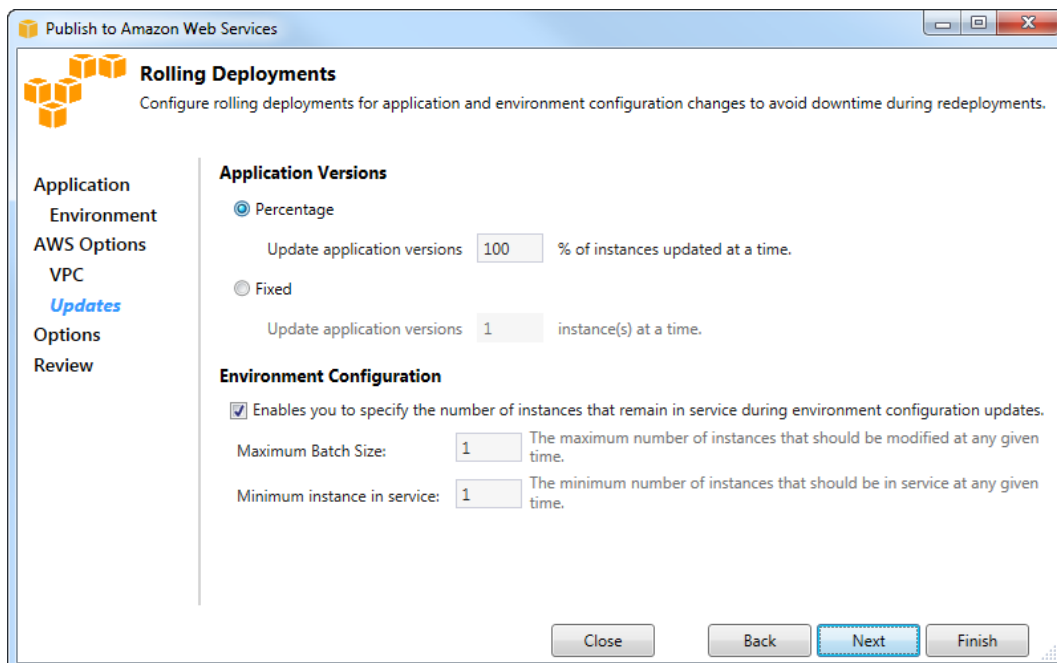 Publish to Amazon Web Services
Rolling Deployments
Configure rolling deployments for application and environment configuration changes to avoid downtime during redeployments.
Application
Environment
AWS Options
VPC
Updates
Options
Review
Application Versions
Percentage
Update application versions 100 % of instances updated at a time.
Fixed
Update application versions 1 instance(s) at a time.
Environment Configuration
Enables you to specify the number of instances that remain in service during environment configuration updates.
Maximum Batch Size: 1 The maximum number of instances that should be modified at any given
time.
Minimum instance in service: 1 The minimum number of instances that should be in service at any given
time.
Close Back Next Finish